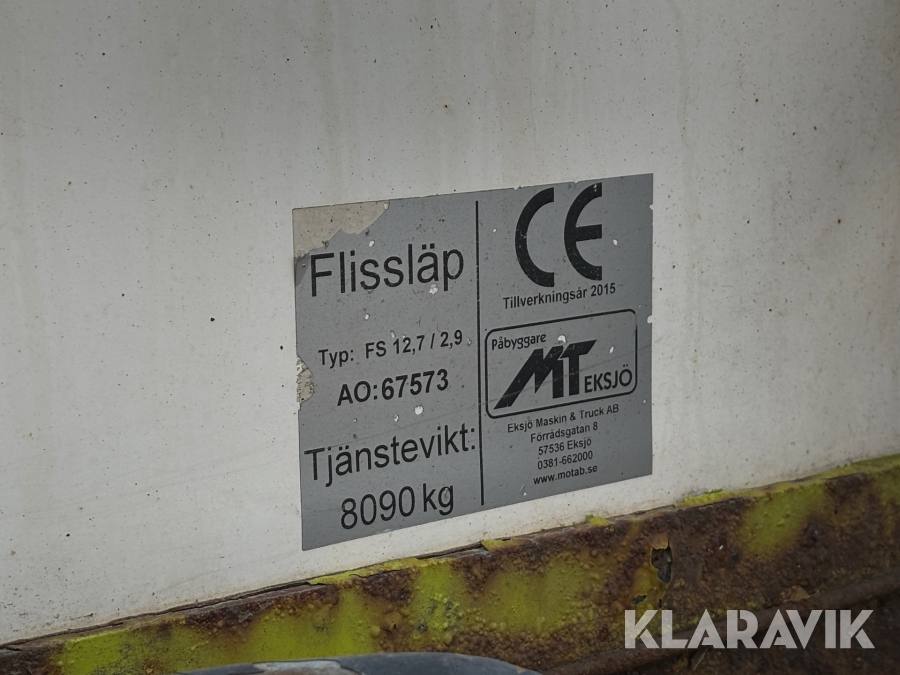 Flissläp
Typ: FS 12,7 / 2,9
AO: 67573
Tjänstevikt:
8090 kg
CE
Tillverkningsår 2015
Påbyggare
MT EKSJÖ
Eksjö Maskin & Truck AB
Förrådsgatan 8
57536 Eksjö
0381-662000
www.motab.se
KLARAVIK